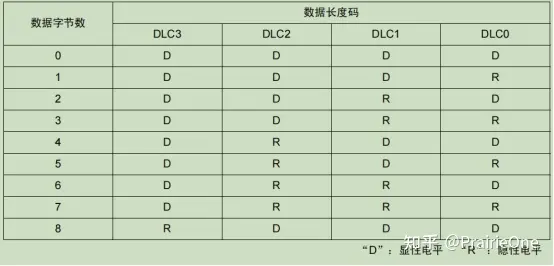 数据字节数 数据长度码
DLC3 DLC2 DLC1 DLC0
0 D D D D
1 D D D R
2 D D R D
3 D D R R
4 D R D D
5 D R D R
6 D R R D
7 D R R R
8 R D D D
“D”：显性电平 “R”：隐性电平
知乎 @PrairieOne